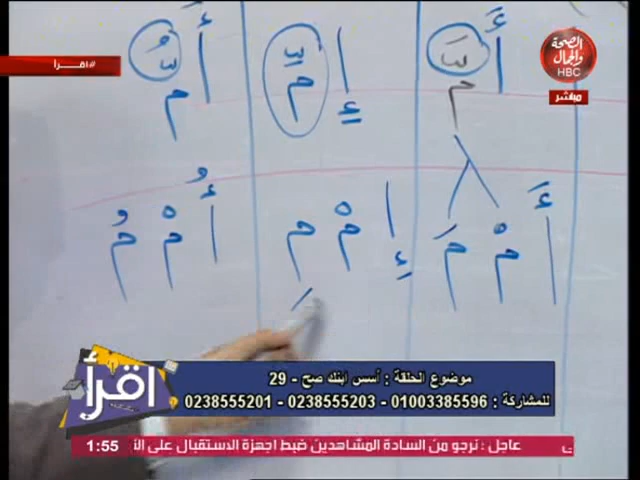 الصحة
والجمال
HBC
مباشر
#اقـــرأ
أَ مَّ
إِ مِّ
أُ مُّ
أَ مْ مَ
إِ مْ مِ
أُ مْ مُ
اقرأ
موضوع الحلقة : أسس ابنك صح - 29
للمشاركة : 01003385596 - 0238555203 - 0238555201
عاجل : نرجو من السادة المشاهدين ضبط اجهزة الاستقبال على
1:55